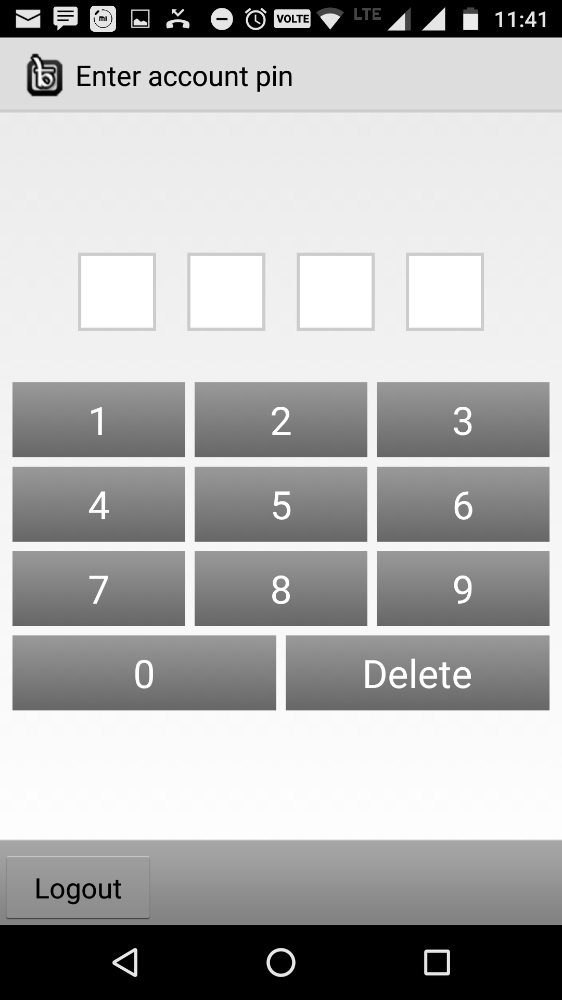 VOLTE LTE 11:41
Enter account pin
1 2 3
4 5 6
7 8 9
0 Delete
Logout